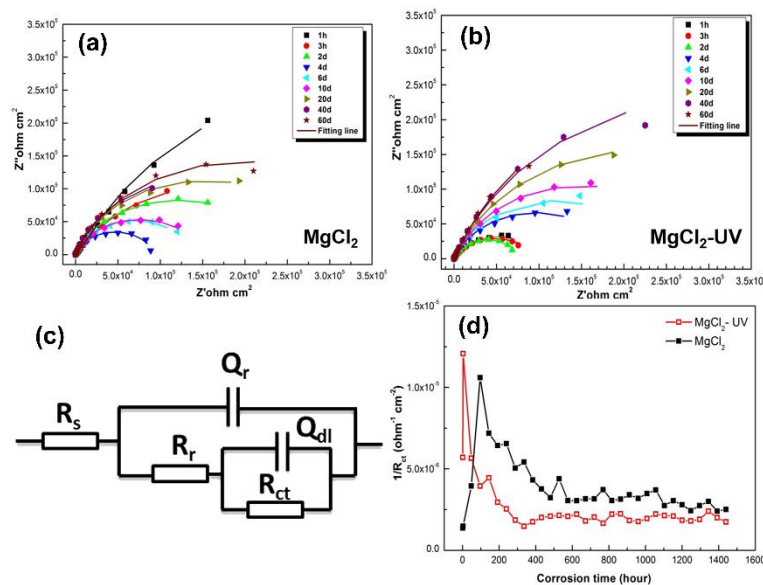 (a)
3.5x10⁵
3.0x10⁵
2.5x10⁵
2.0x10⁵
1.5x10⁵
1.0x10⁵
5.0x10⁴
0.0
Z''ohm cm²
1h
3h
2d
4d
6d
10d
20d
40d
60d
Fitting line
MgCl₂
0.0 5.0x10⁴ 1.0x10⁵ 1.5x10⁵ 2.0x10⁵ 2.5x10⁵ 3.0x10⁵ 3.5x10⁵
Z'ohm cm²
(b)
3.5x10⁵
3.0x10⁵
2.5x10⁵
2.0x10⁵
1.5x10⁵
1.0x10⁵
5.0x10⁴
0.0
Z''ohm cm²
1h
3h
2d
4d
6d
10d
20d
40d
60d
Fitting line
MgCl₂-UV
0.0 5.0x10⁴ 1.0x10⁵ 1.5x10⁵ 2.0x10⁵ 2.5x10⁵ 3.0x10⁵ 3.5x10⁵
Z'ohm cm²
(c)
Qr
Rs
Qdl
Rr
Rct
(d)
1.5x10⁻⁵
1.0x10⁻⁵
5.0x10⁻⁶
0.0
1/Rct (ohm⁻¹ cm⁻²)
MgCl₂- UV
MgCl₂
0 200 400 600 800 1000 1200 1400 1600
Corrosion time (hour)